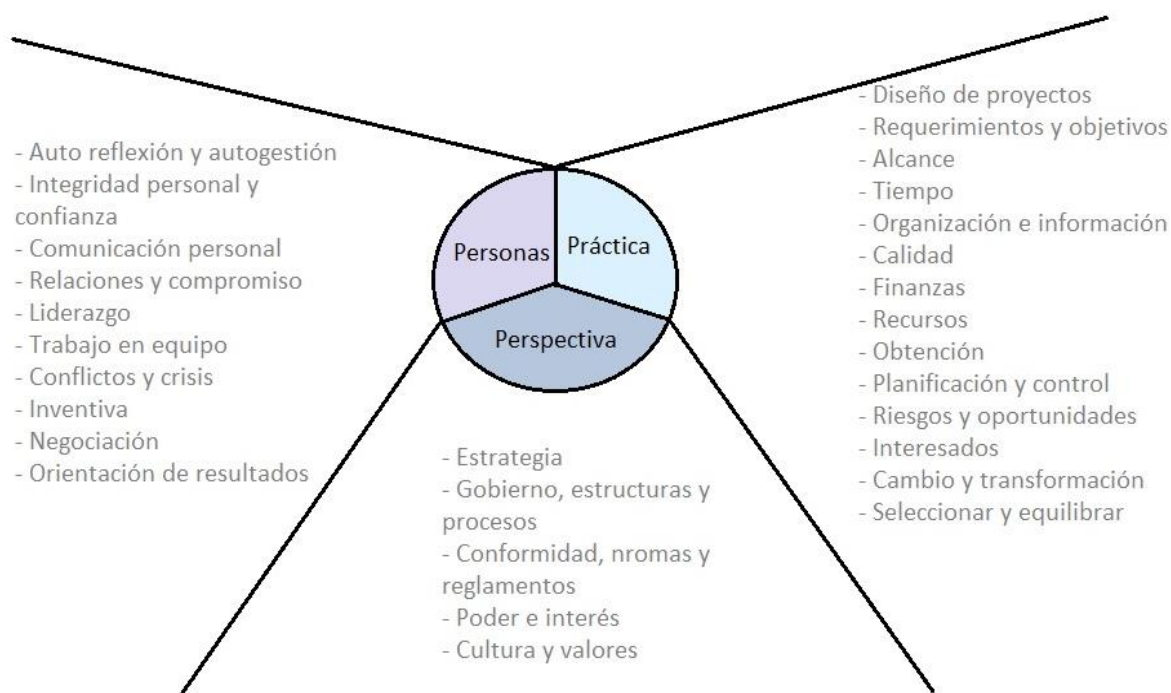 - Auto reflexión y autogestión
- Integridad personal y
confianza
- Comunicación personal
- Relaciones y compromiso
- Liderazgo
- Trabajo en equipo
- Conflictos y crisis
- Inventiva
- Negociación
- Orientación de resultados
Personas
Práctica
Perspectiva
- Diseño de proyectos
- Requerimientos y objetivos
- Alcance
- Tiempo
- Organización e información
- Calidad
- Finanzas
- Recursos
- Obtención
- Planificación y control
- Riesgos y oportunidades
- Interesados
- Cambio y transformación
- Seleccionar y equilibrar
- Estrategia
- Gobierno, estructuras y
procesos
- Conformidad, nromas y
reglamentos
- Poder e interés
- Cultura y valores